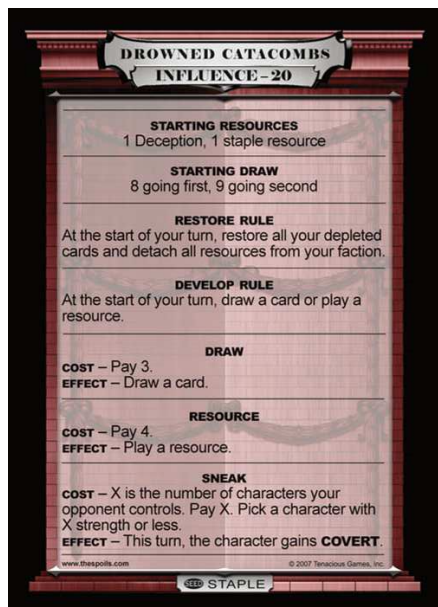 DROWNED CATACOMBS
INFLUENCE–20
STARTING RESOURCES
1 Deception, 1 staple resource
STARTING DRAW
8 going first, 9 going second
RESTORE RULE
At the start of your turn, restore all your depleted
cards and detach all resources from your faction.
DEVELOP RULE
At the start of your turn, draw a card or play a
resource.
DRAW
COST – Pay 3.
EFFECT – Draw a card.
RESOURCE
COST – Pay 4.
EFFECT – Play a resource.
SNEAK
COST – X is the number of characters your
opponent controls. Pay X. Pick a character with
X strength or less.
EFFECT – This turn, the character gains COVERT.
www.thespoils.com © 2007 Tenacious Games, Inc.
SEED STAPLE